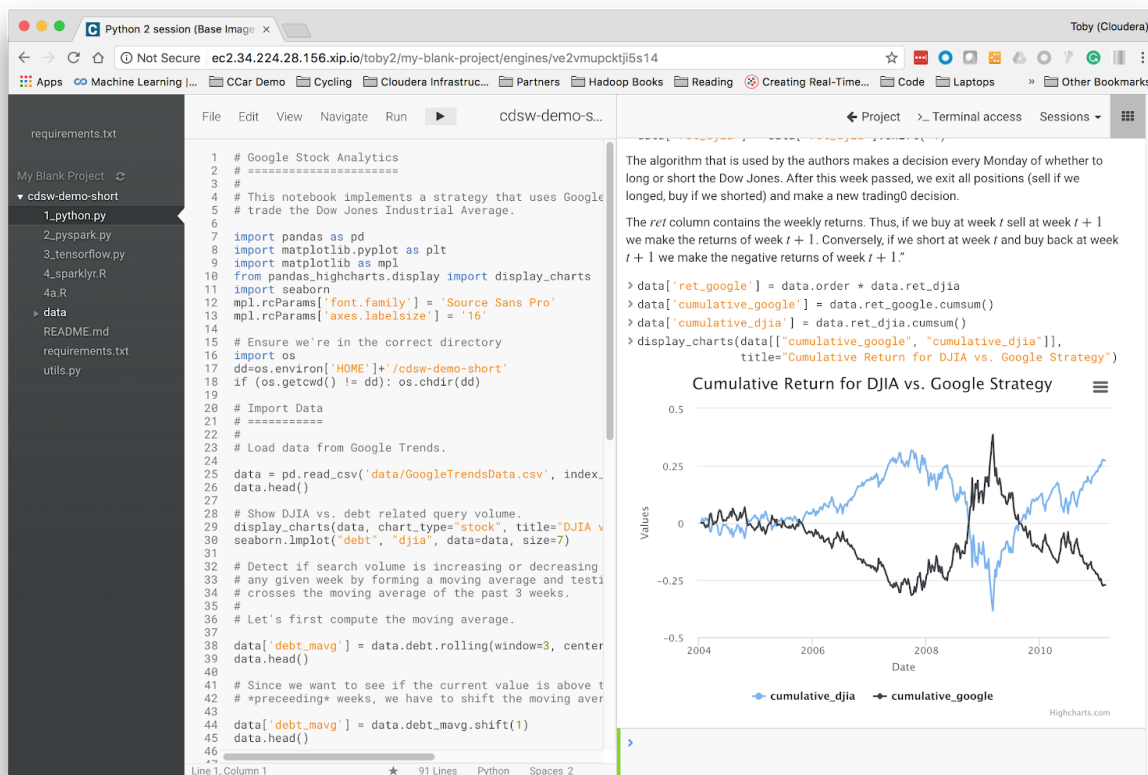 Python 2 session (Base Image
Toby (Cloudera)
Not Secure ec2.34.224.28.156.xip.io/toby2/my-blank-project/engines/ve2vmupcktji5s14
Apps Machine Learning |... CCar Demo Cycling Cloudera Infrastruc... Partners Hadoop Books Reading Creating Real-Time... Code Laptops » Other Bookmarks
requirements.txt
My Blank Project
cdsw-demo-short
1_python.py
2_pyspark.py
3_tensorflow.py
4_sparklyr.R
4a.R
data
README.md
requirements.txt
utils.py
File Edit View Navigate Run cdsw-demo-s...
1 # Google Stock Analytics
2 # ======================
3 #
4 # This notebook implements a strategy that uses Google
5 # trade the Dow Jones Industrial Average.
6
7 import pandas as pd
8 import matplotlib.pyplot as plt
9 import matplotlib as mpl
10 from pandas_highcharts.display import display_charts
11 import seaborn
12 mpl.rcParams['font.family'] = 'Source Sans Pro'
13 mpl.rcParams['axes.labelsize'] = '16'
14
15 # Ensure we're in the correct directory
16 import os
17 dd=os.environ['HOME']+'/cdsw-demo-short'
18 if (os.getcwd() != dd): os.chdir(dd)
19
20 # Import Data
21 # ===========
22 #
23 # Load data from Google Trends.
24
25 data = pd.read_csv('data/GoogleTrendsData.csv', index_
26 data.head()
27
28 # Show DJIA vs. debt related query volume.
29 display_charts(data, chart_type="stock", title="DJIA v
30 seaborn.lmplot("debt", "djia", data=data, size=7)
31
32 # Detect if search volume is increasing or decreasing
33 # any given week by forming a moving average and testi
34 # crosses the moving average of the past 3 weeks.
35 #
36 # Let's first compute the moving average.
37
38 data['debt_mavg'] = data.debt.rolling(window=3, center
39 data.head()
40
41 # Since we want to see if the current value is above t
42 # *preceeding* weeks, we have to shift the moving aver
43
44 data['debt_mavg'] = data.debt_mavg.shift(1)
45 data.head()
46
Line 1, Column 1 ★ 91 Lines Python Spaces 2
Project >_ Terminal access Sessions
The algorithm that is used by the authors makes a decision every Monday of whether to
long or short the Dow Jones. After this week passed, we exit all positions (sell if we
longed, buy if we shorted) and make a new trading0 decision.
The ret column contains the weekly returns. Thus, if we buy at week t sell at week t + 1
we make the returns of week t + 1. Conversely, if we short at week t and buy back at week
t + 1 we make the negative returns of week t + 1.”
> data['ret_google'] = data.order * data.ret_djia
> data['cumulative_google'] = data.ret_google.cumsum()
> data['cumulative_djia'] = data.ret_djia.cumsum()
> display_charts(data[["cumulative_google", "cumulative_djia"]],
title="Cumulative Return for DJIA vs. Google Strategy")
Cumulative Return for DJIA vs. Google Strategy
0.5
0.25
0
-0.25
-0.5
Values
2004 2006 2008 2010
Date
cumulative_djia cumulative_google
Highcharts.com
>